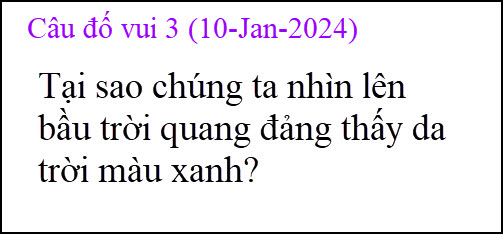 Câu đố vui 3 (10-Jan-2024)
Tại sao chúng ta nhìn lên
bầu trời quang đảng thấy da
trời màu xanh?